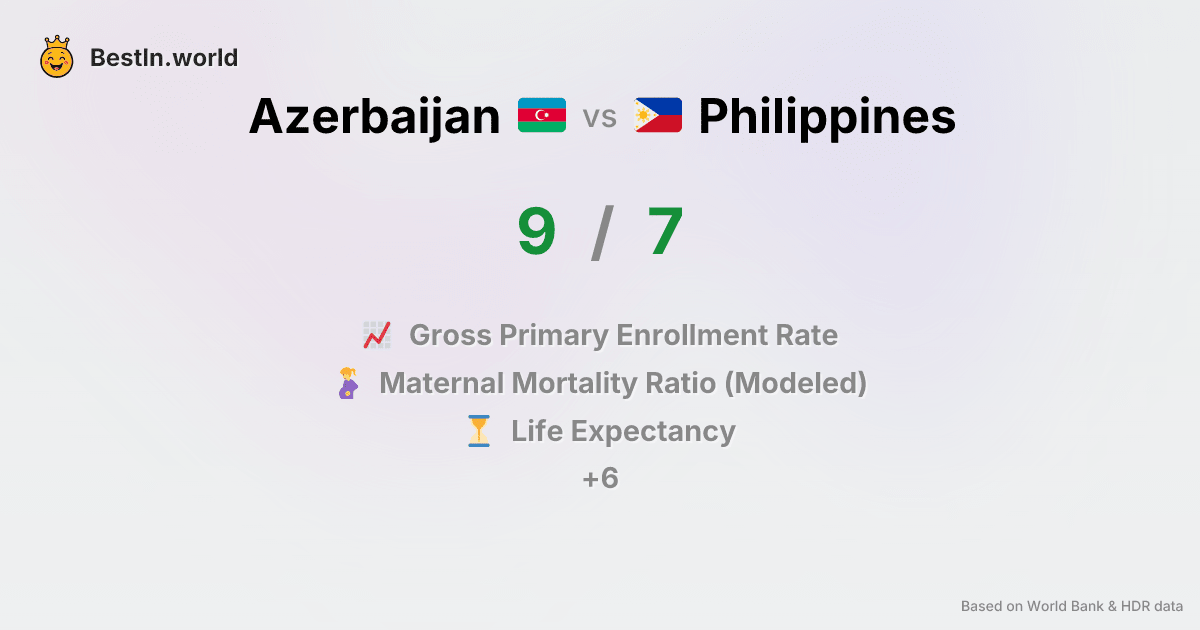 BestIn.world
Azerbaijan vs Philippines
9 / 7
Gross Primary Enrollment Rate
Maternal Mortality Ratio (Modeled)
Life Expectancy
+6
Based on World Bank & HDR data